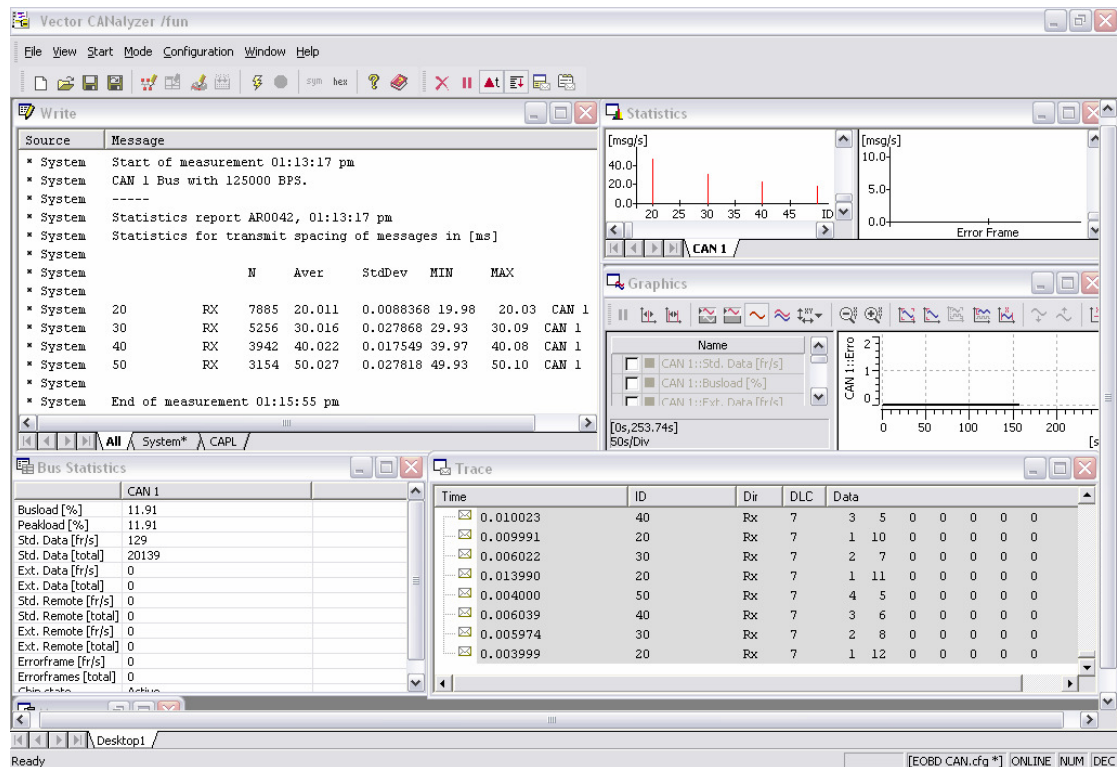 Vector CANalyzer /fun
File View Start Mode Configuration Window Help
sym hex
Write
Source Message
* System Start of measurement 01:13:17 pm
* System CAN 1 Bus with 125000 BPS.
* System -----
* System Statistics report AR0042, 01:13:17 pm
* System Statistics for transmit spacing of messages in [ms]
* System
* System N Aver StdDev MIN MAX
* System
* System 20 RX 7885 20.011 0.0088368 19.98 20.03 CAN 1
* System 30 RX 5256 30.016 0.027868 29.93 30.09 CAN 1
* System 40 RX 3942 40.022 0.017549 39.97 40.08 CAN 1
* System 50 RX 3154 50.027 0.027818 49.93 50.10 CAN 1
* System
* System End of measurement 01:15:55 pm
All System* CAPL
Statistics
[msg/s]
40.0
20.0
0.0
20 25 30 35 40 45 ID
[msg/s]
10.0
5.0
0.0
Error Frame
CAN 1
Graphics
Name
CAN 1::Std. Data [fr/s]
CAN 1::Busload [%]
CAN 1::Ext. Data [fr/s]
[0s,253.74s]
50s/Div
CAN 1::Erro
2
1
0
0 50 100 150 200
[s
Bus Statistics
CAN 1
Busload [%] 11.91
Peakload [%] 11.91
Std. Data [fr/s] 129
Std. Data [total] 20139
Ext. Data [fr/s] 0
Ext. Data [total] 0
Std. Remote [fr/s] 0
Std. Remote [total] 0
Ext. Remote [fr/s] 0
Ext. Remote [total] 0
Errorframe [fr/s] 0
Errorframes [total] 0
Chip state Active
Trace
Time ID Dir DLC Data
0.010023 40 Rx 7 3 5 0 0 0 0 0
0.009991 20 Rx 7 1 10 0 0 0 0 0
0.006022 30 Rx 7 2 7 0 0 0 0 0
0.013990 20 Rx 7 1 11 0 0 0 0 0
0.004000 50 Rx 7 4 5 0 0 0 0 0
0.006039 40 Rx 7 3 6 0 0 0 0 0
0.005974 30 Rx 7 2 8 0 0 0 0 0
0.003999 20 Rx 7 1 12 0 0 0 0 0
Desktop1
Ready [EOBD CAN.cfg *] ONLINE NUM DEC